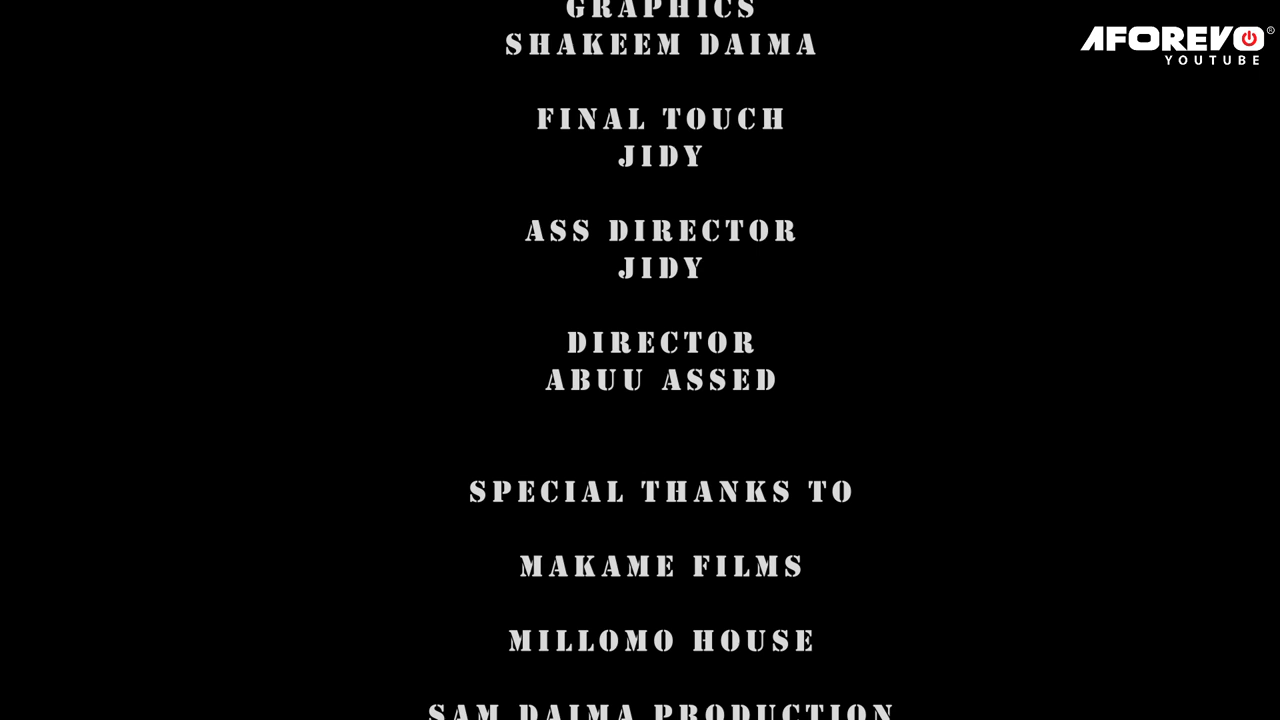 GRAPHICS
SHAKEEM DAIMA
FINAL TOUCH
JIDY
ASS DIRECTOR
JIDY
DIRECTOR
ABUU ASSED
SPECIAL THANKS TO
MAKAME FILMS
MILLOMO HOUSE
SAM DAIMA PRODUCTION
AFOREVO®
YOUTUBE